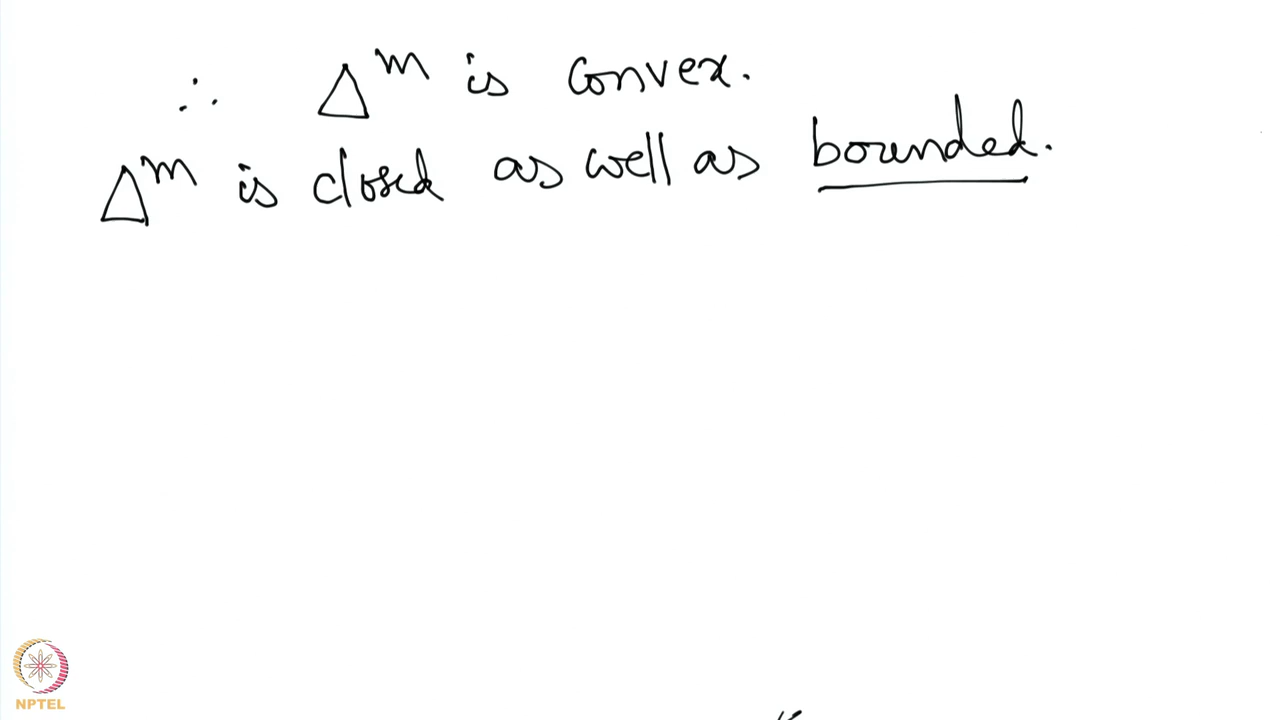 ∴ Δ^m is convex.
Δ^m is closed as well as bounded.
NPTEL